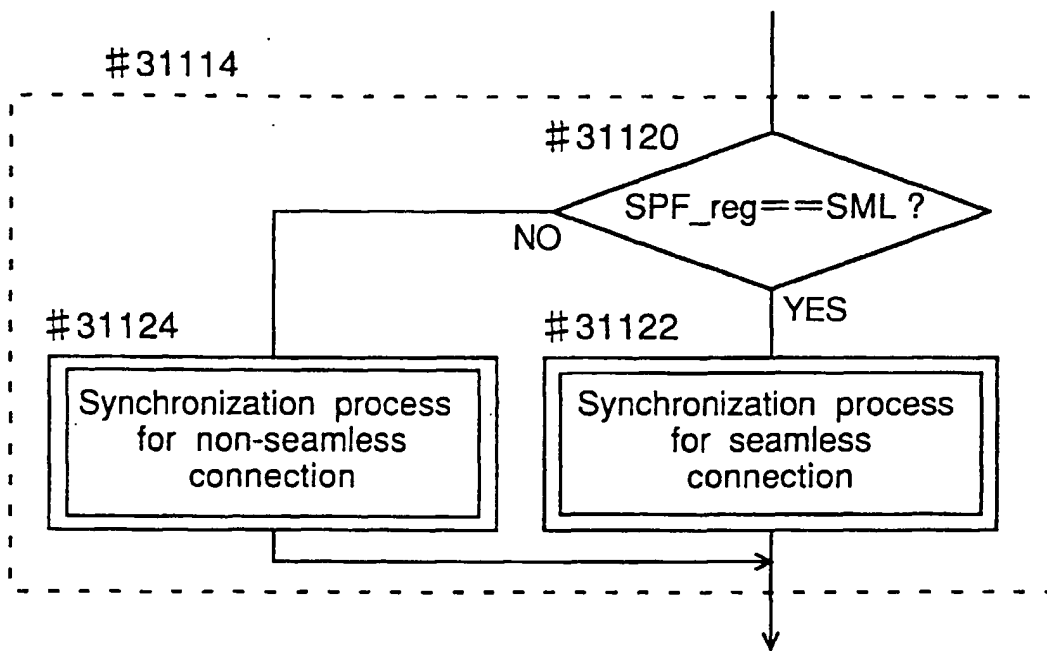 #31114
#31120
SPF_reg==SML ?
NO
YES
#31124
#31122
Synchronization process
for non-seamless
connection
Synchronization process
for seamless
connection